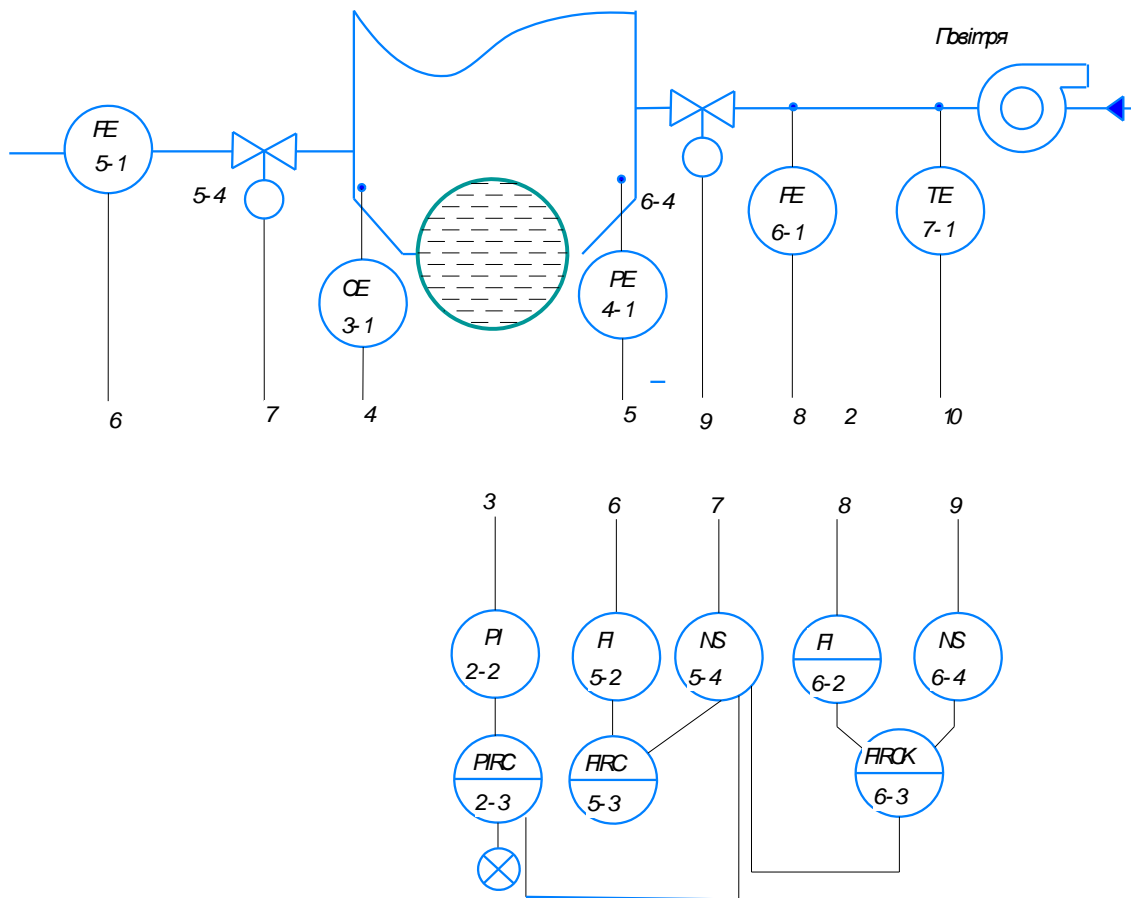 Повітря
FE
5-1
5-4
6-4
FE
6-1
TE
7-1
QE
3-1
PE
4-1
6
7
4
5
9
8
2
10
3
6
7
8
9
PI
2-2
FI
5-2
NS
5-4
FI
6-2
NS
6-4
PIRC
2-3
FIRC
5-3
FIRCK
6-3